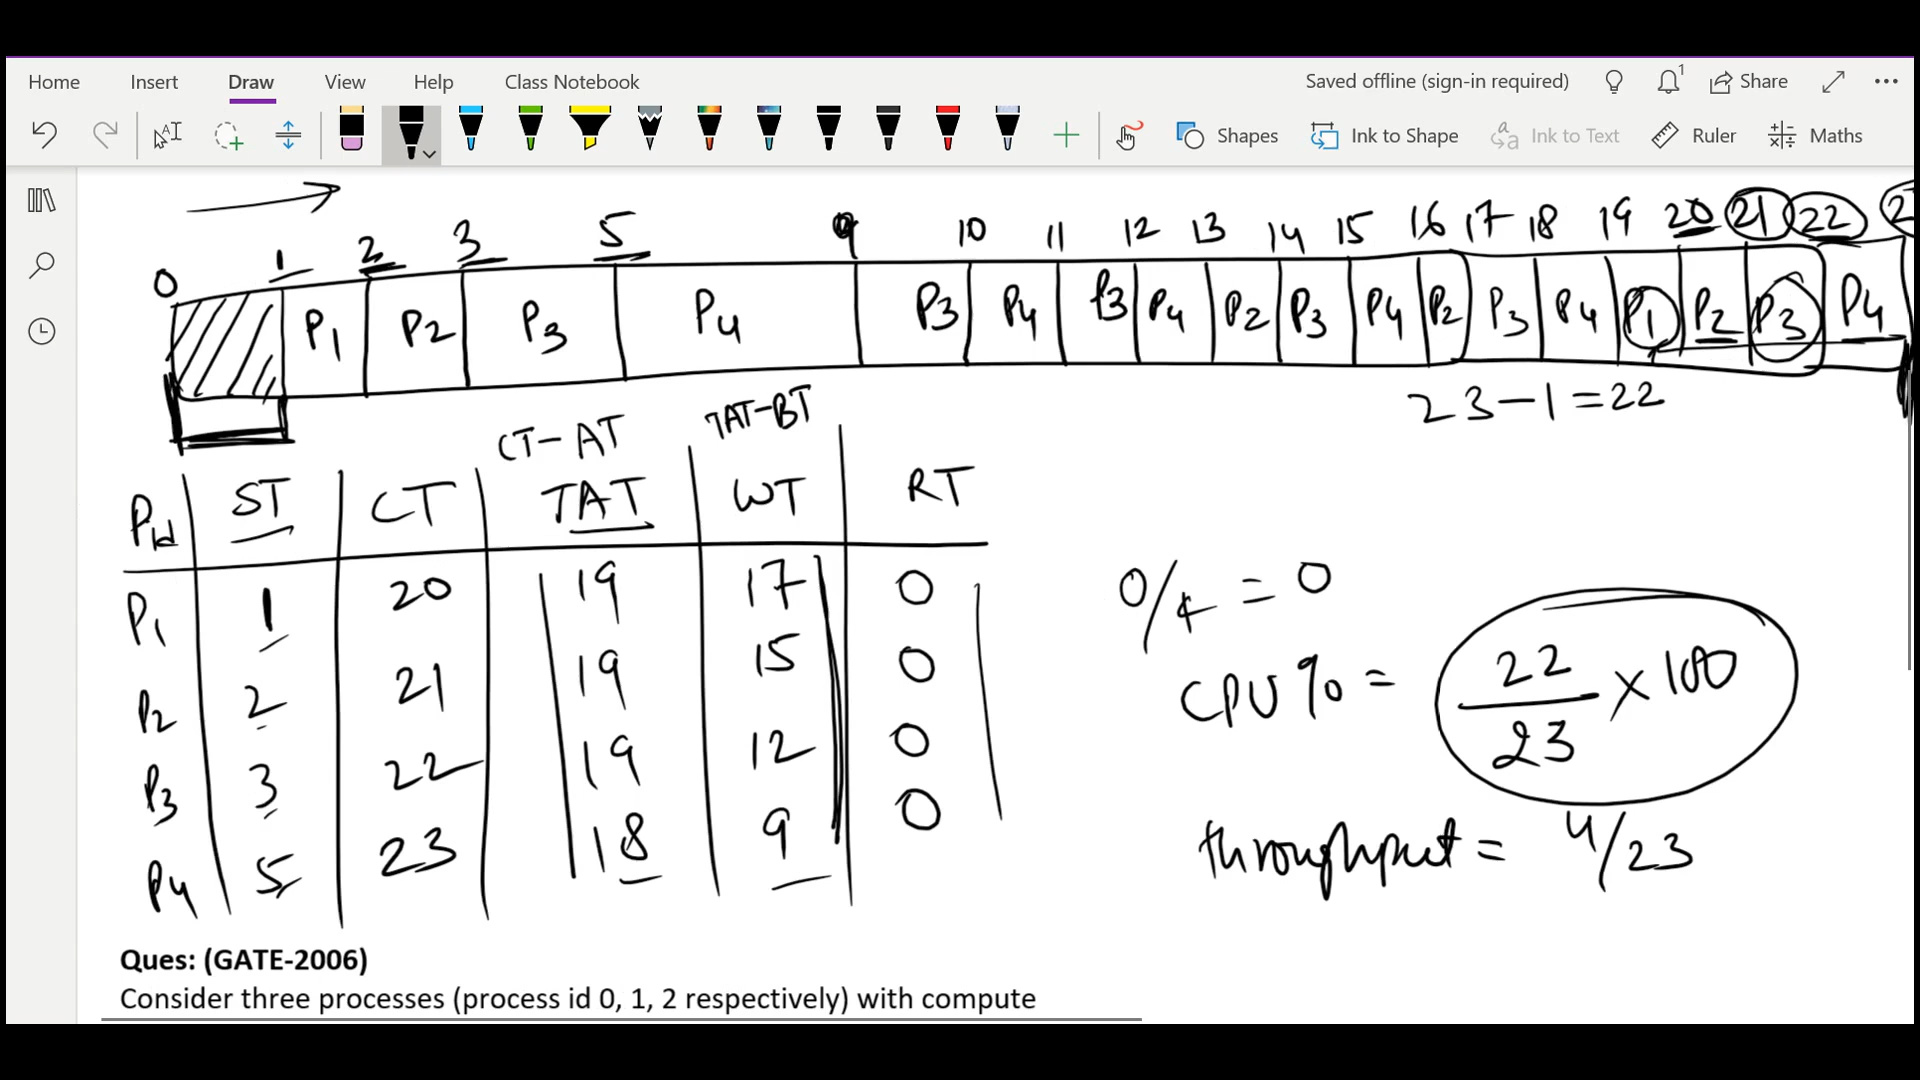 Home Insert Draw View Help Class Notebook Saved offline (sign-in required) 1 Share
Shapes Ink to Shape Ink to Text Ruler Maths
0 1 2 3 5 9 10 11 12 13 14 15 16 17 18 19 20 21 22
P1 P2 P3 P4 P3 P4 P3 P4 P2 P3 P4 P2 P3 P4 P1 P2 P3 P4
23-1=22
CT-AT TAT-BT
Pid ST CT TAT WT RT
P1 1 20 19 17 0
P2 2 21 19 15 0
P3 3 22 19 12 0
P4 5 23 18 9 0
0/4 = 0
CPU% = 22/23 × 100
throughput = 4/23
Ques: (GATE-2006)
Consider three processes (process id 0, 1, 2 respectively) with compute